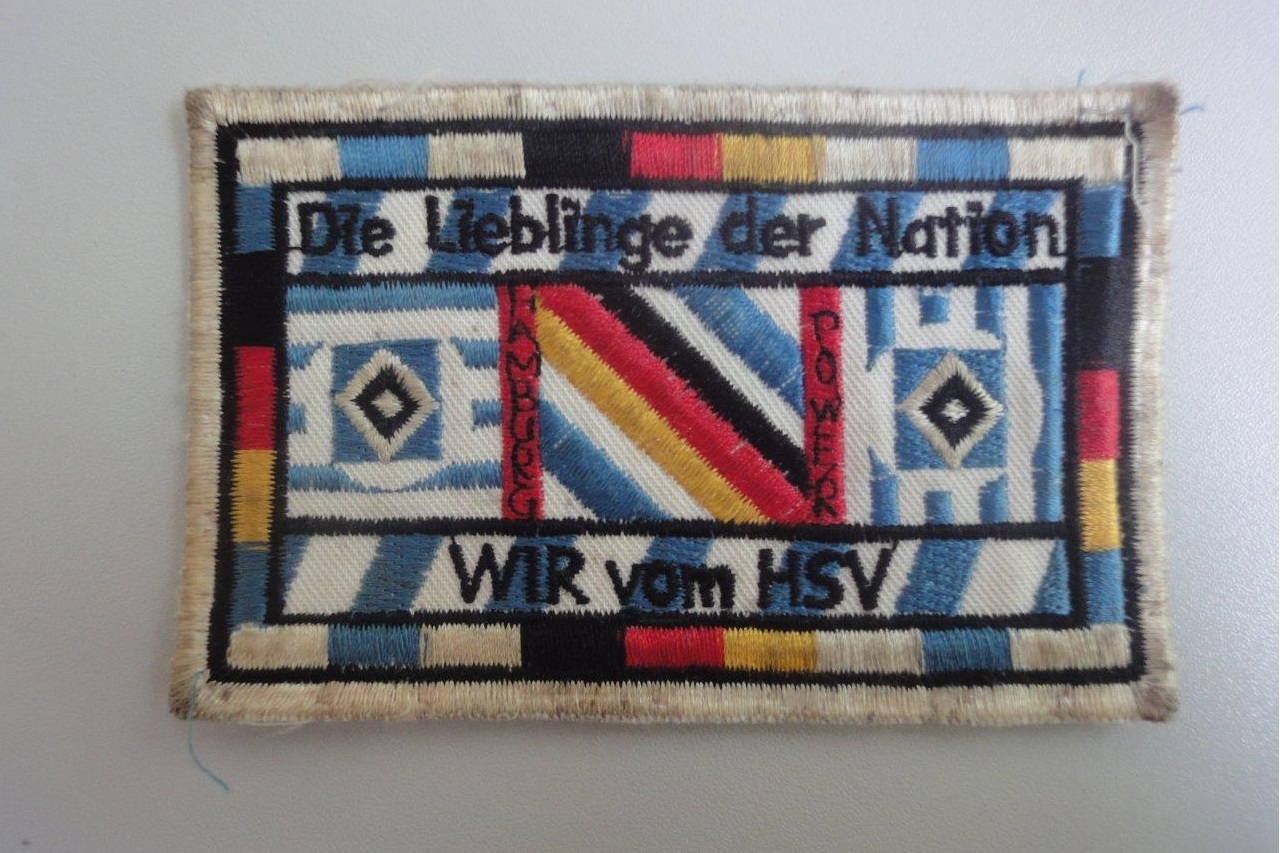 Die Lieblinge der Nation
HAMBURG
POWER
WIR vom HSV